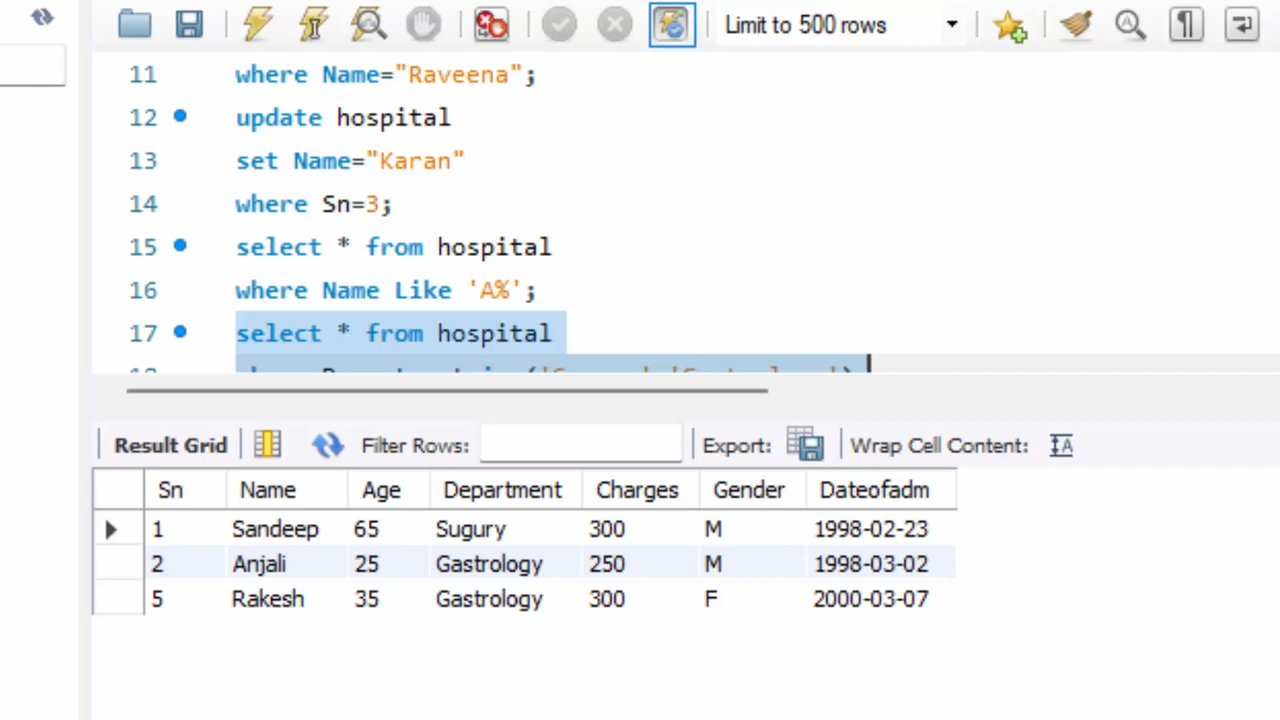 Limit to 500 rows
11 where Name="Raveena";
12 update hospital
13 set Name="Karan"
14 where Sn=3;
15 select * from hospital
16 where Name Like 'A%';
17 select * from hospital
Result Grid Filter Rows: Export: Wrap Cell Content:
Sn Name Age Department Charges Gender Dateofadm
1 Sandeep 65 Sugury 300 M 1998-02-23
2 Anjali 25 Gastrology 250 M 1998-03-02
5 Rakesh 35 Gastrology 300 F 2000-03-07